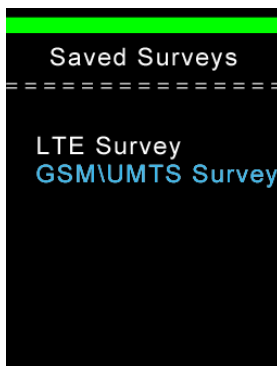 Saved Surveys
================
LTE Survey
GSM\UMTS Survey